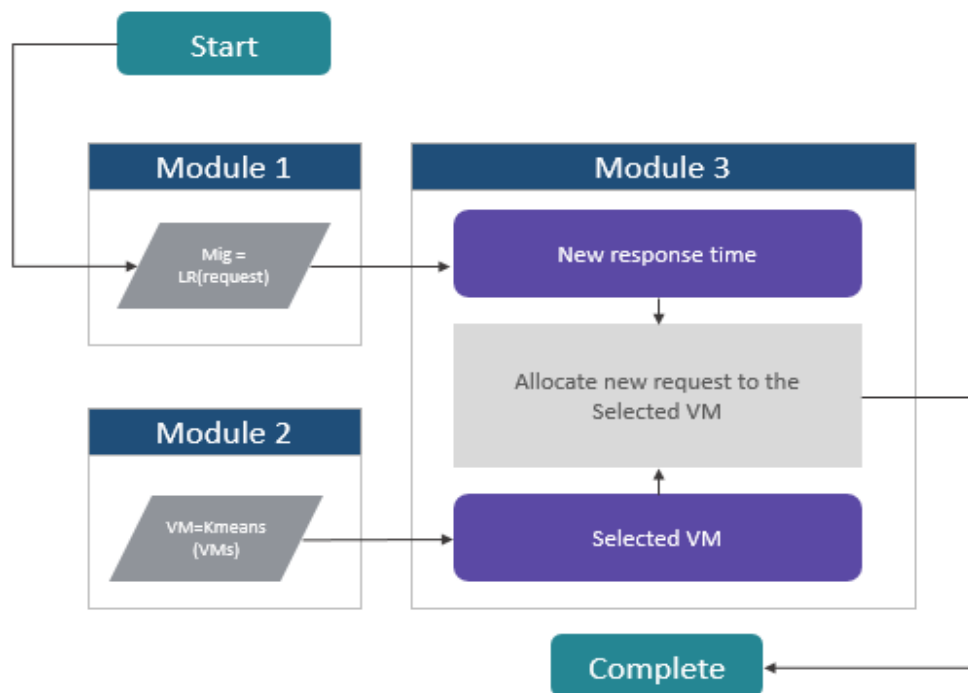 Start
Module 1
Mig =
LR(request)
Module 3
New response time
Allocate new request to the
Selected VM
Module 2
VM=Kmeans
(VMs)
Selected VM
Complete